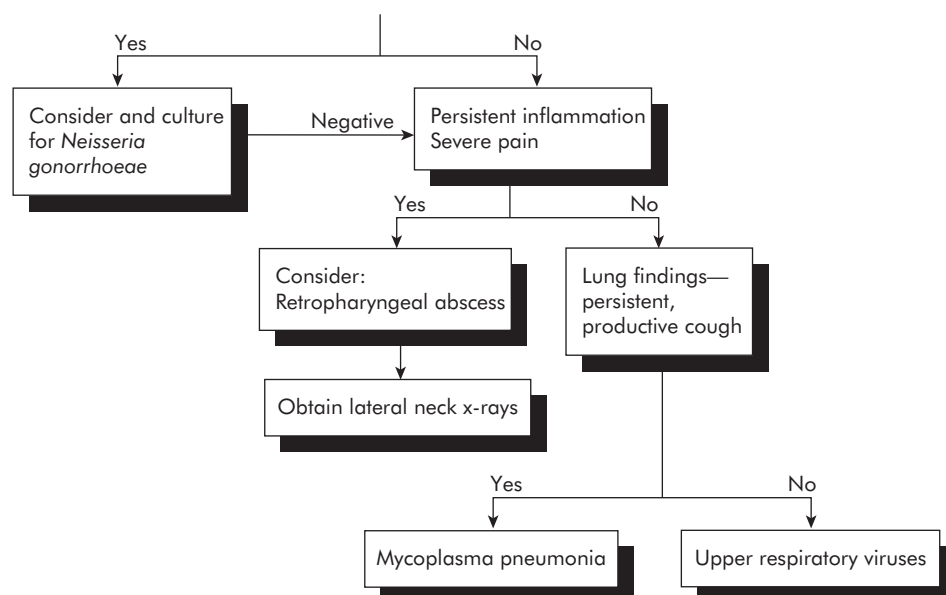 Yes
No
Consider and culture
for Neisseria
gonorrhoeae
Negative
Persistent inflammation
Severe pain
Yes
No
Consider:
Retropharyngeal abscess
Lung findings—
persistent,
productive cough
Obtain lateral neck x-rays
Yes
No
Mycoplasma pneumonia
Upper respiratory viruses